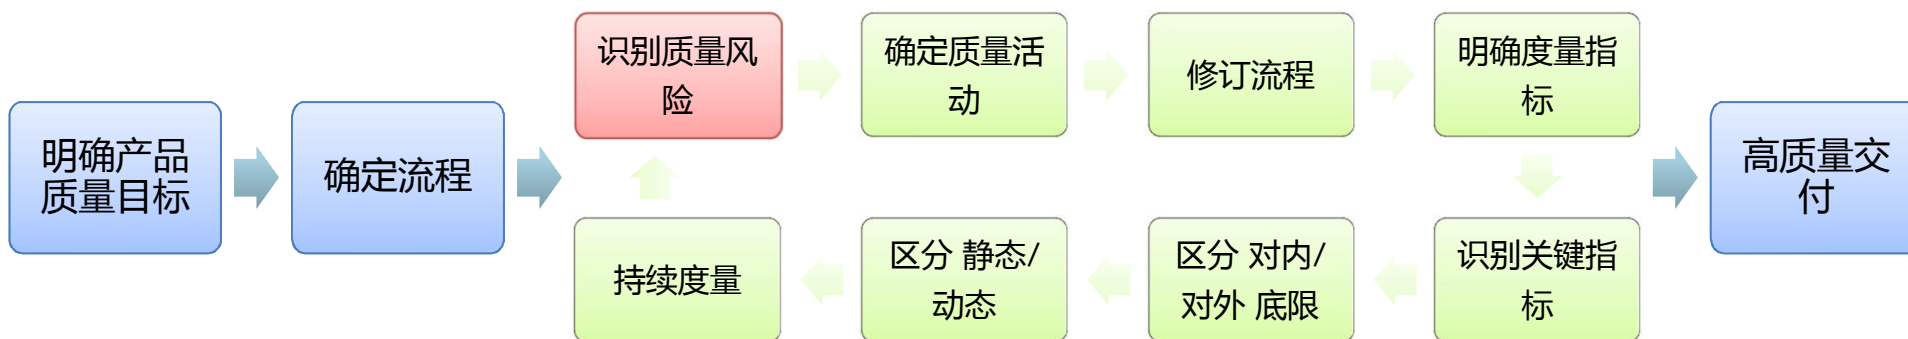 明确产品
质量目标
确定流程
识别质量风
险
确定质量活
动
修订流程
明确度量指
标
识别关键指
标
区分 对内/
对外 底限
区分 静态/
动态
持续度量
高质量交
付